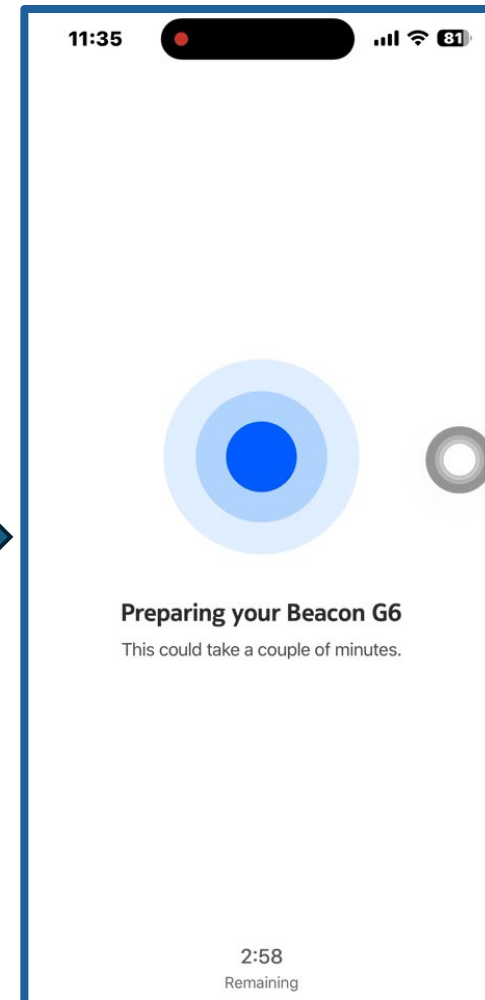 11:35
81
Preparing your Beacon G6
This could take a couple of minutes.
2:58
Remaining